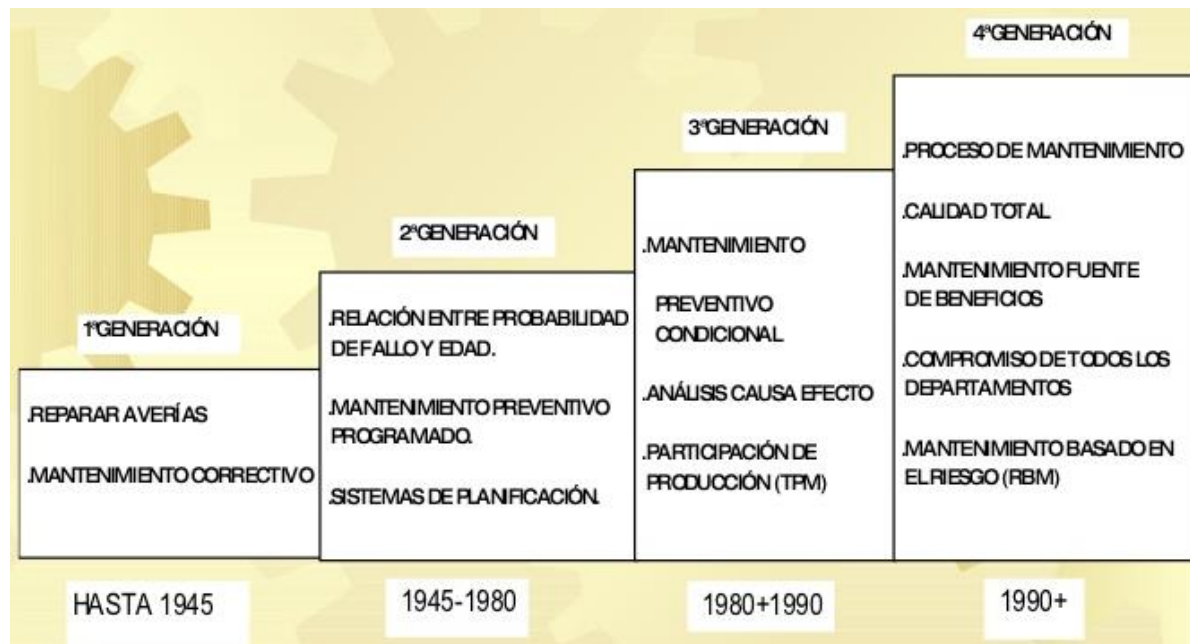 1ªGENERACIÓN
.REPARAR AVERÍAS
.MANTENIMIENTO CORRECTIVO
HASTA 1945
2ªGENERACIÓN
.RELACIÓN ENTRE PROBABILIDAD
DE FALLO Y EDAD.
.MANTENIMIENTO PREVENTIVO
PROGRAMADO.
.SISTEMAS DE PLANIFICACIÓN.
1945-1980
3ªGENERACIÓN
.MANTENIMIENTO
PREVENTIVO
CONDICIONAL
.ANÁLISIS CAUSA EFECTO
.PARTICIPACIÓN DE
PRODUCCIÓN (TPM)
1980+1990
4ªGENERACIÓN
.PROCESO DE MANTENIMIENTO
.CALIDAD TOTAL
.MANTENIMIENTO FUENTE
DE BENEFICIOS
.COMPROMISO DE TODOS LOS
DEPARTAMENTOS
.MANTENIMIENTO BASADO EN
EL RIESGO (RBM)
1990+